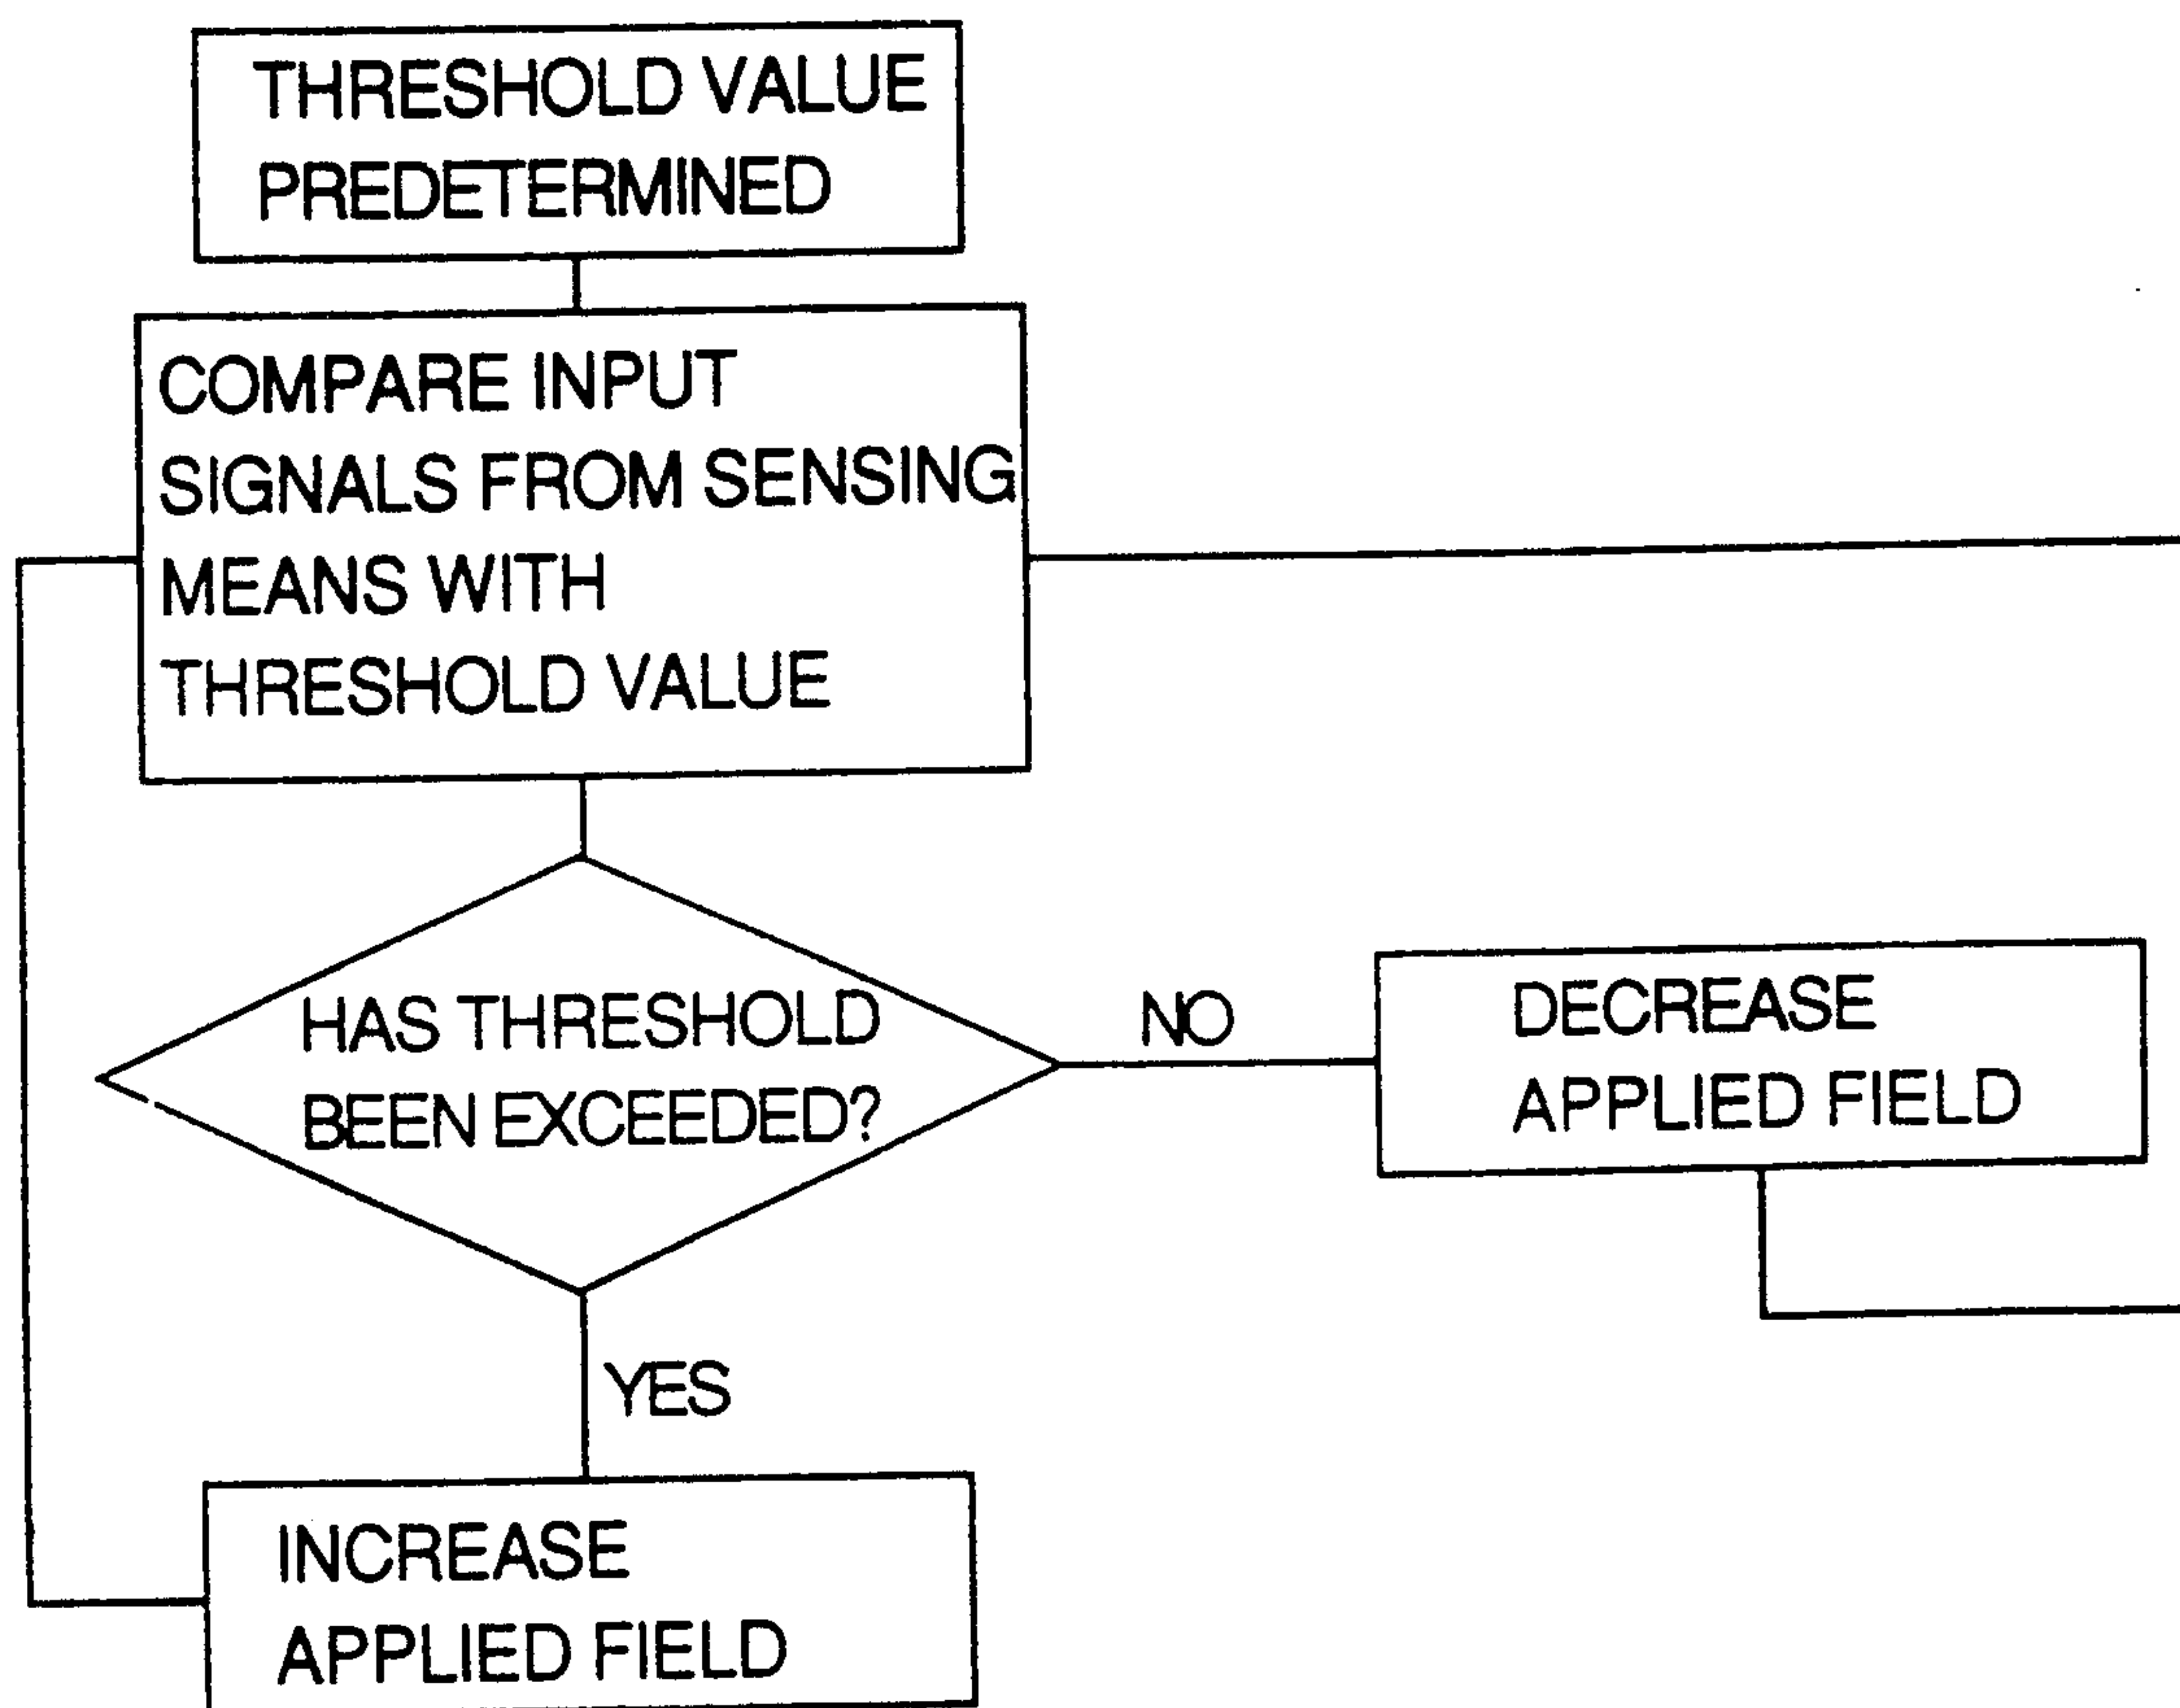 THRESHOLD VALUE
PREDETERMINED
COMPARE INPUT
SIGNALS FROM SENSING
MEANS WITH
THRESHOLD VALUE
HAS THRESHOLD
BEEN EXCEEDED?
NO
DECREASE
APPLIED FIELD
YES
INCREASE
APPLIED FIELD